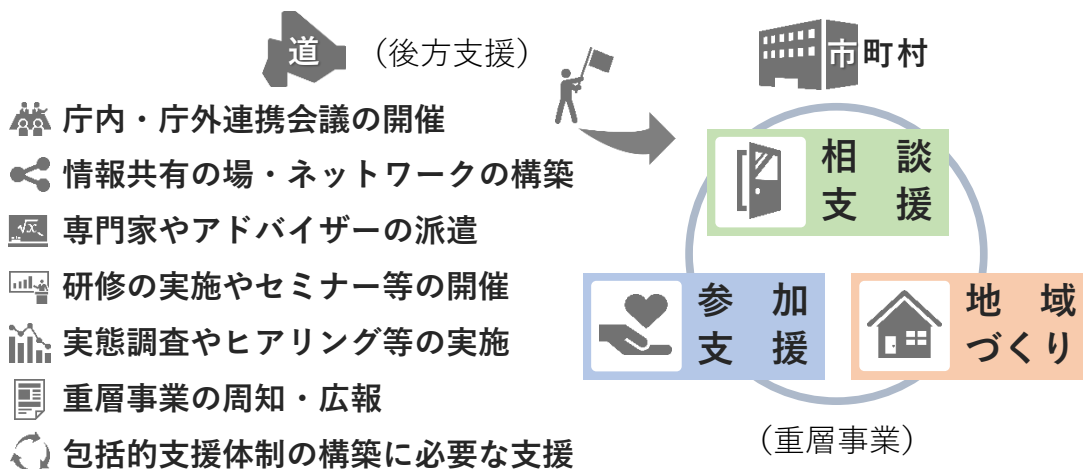 道 （後方支援）
庁内・庁外連携会議の開催
情報共有の場・ネットワークの構築
専門家やアドバイザーの派遣
研修の実施やセミナー等の開催
実態調査やヒアリング等の実施
重層事業の周知・広報
包括的支援体制の構築に必要な支援
市町村
相　談
支　援
参　加
支　援
地　域
づくり
（重層事業）